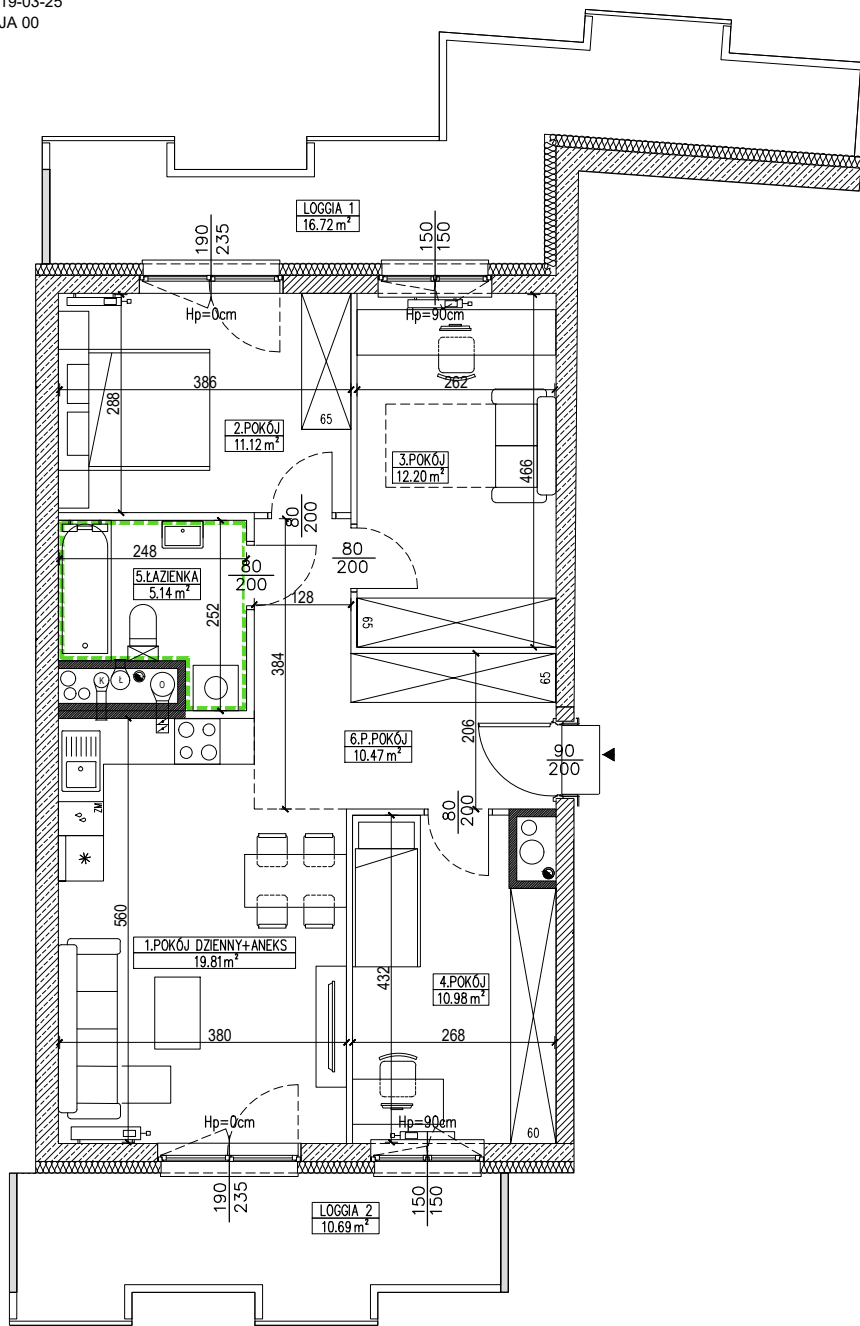 19-03-25
JA 00
LOGGIA 1
16.72 m²
190
235
150
150
Hp=0cm
Hp=90cm
386
262
288
65
2.POKÓJ
11.12 m²
3.POKÓJ
12.20 m²
466
80
200
80
200
248
80
200
5.ŁAZIENKA
5.14 m²
252
128
65
384
K
Ł
O
65
206
6.P.POKÓJ
10.47 m²
90
200
ZM
80
200
560
1.POKÓJ DZIENNY+ANEKS
19.81 m²
432
4.POKÓJ
10.98 m²
380
268
Hp=0cm
Hp=90cm
60
190
235
150
150
LOGGIA 2
10.69 m²